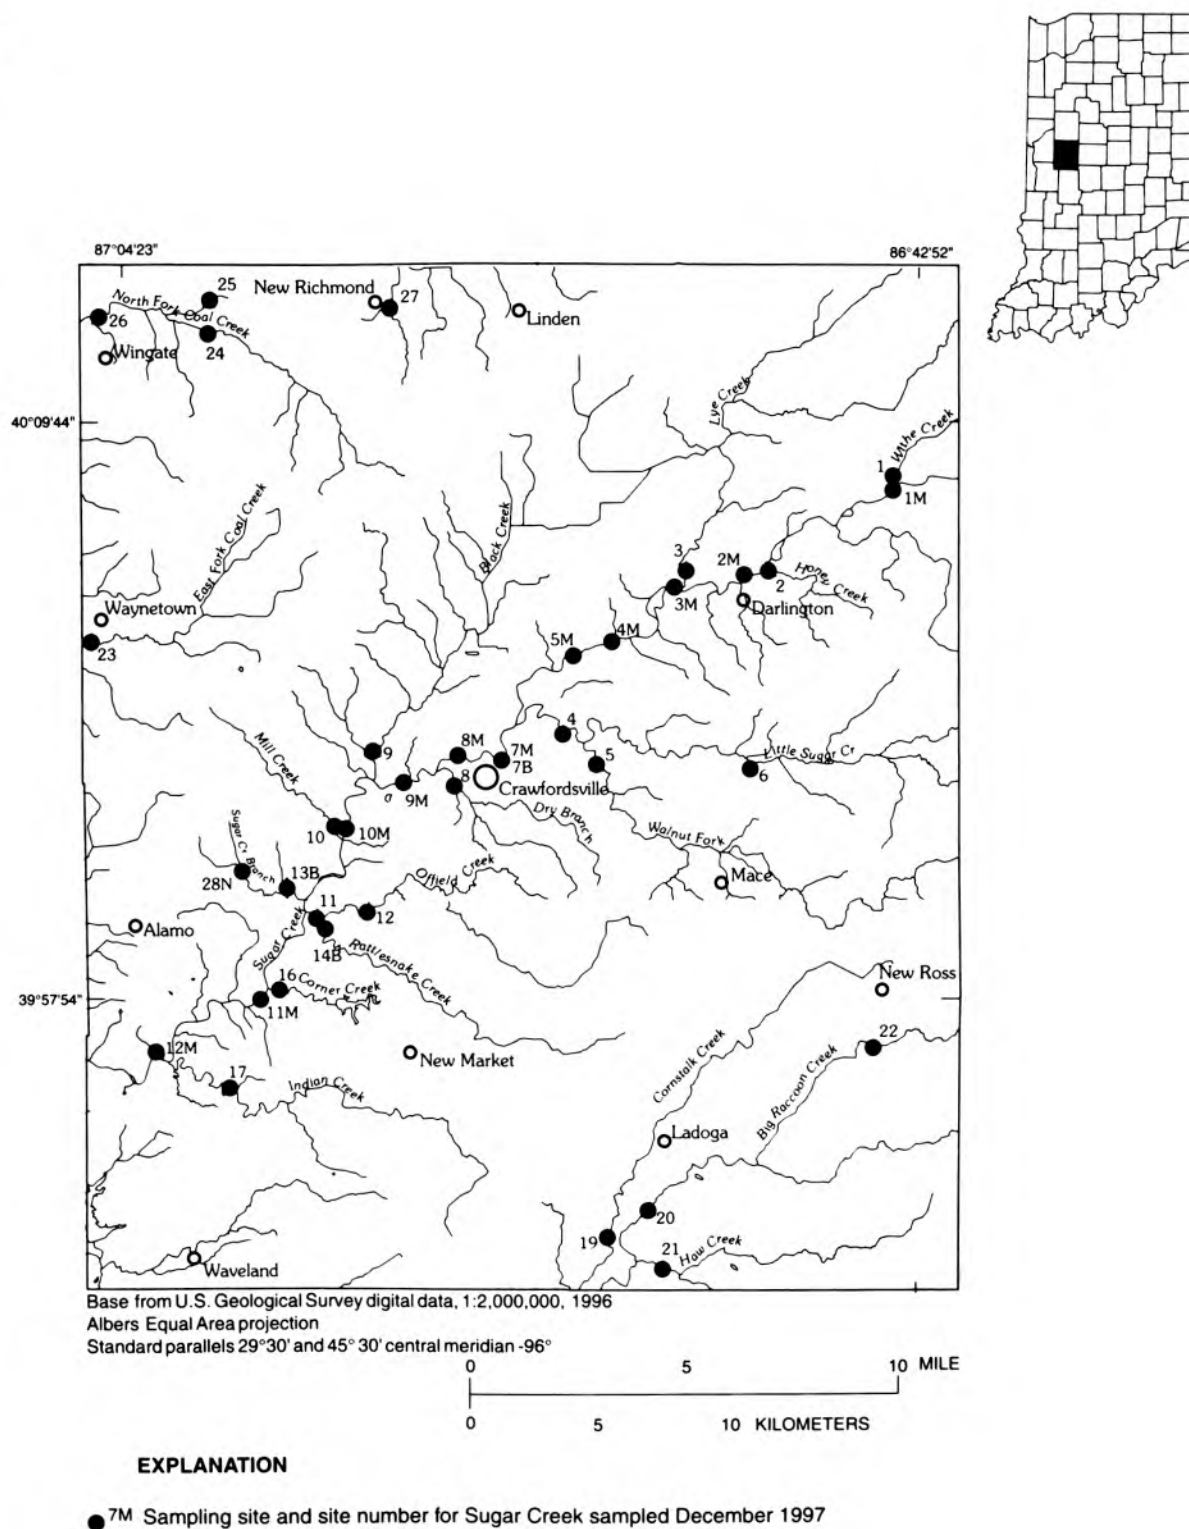 87°04'23"
86°42'52"
25
New Richmond
27
North Fork Coal Creek
26
Linden
24
Wingate
Lye Creek
40°09'44"
Withe Creek
1
1M
East Fork Coal Creek
Black Creek
3
2M
2
Honey Creek
3M
Darlington
Waynetown
4M
5M
23
4
Mill Creek
8M
7M
9
5
Little Sugar Cr
7B
6
8
Crawfordsville
9M
Dry Branch
Sugar Cr Branch
10
10M
Walnut Fork
Offield Creek
13B
28N
Mace
11
12
Alamo
Sugar Creek
14B
Rattlesnake Creek
New Ross
16
Corner Creek
39°57'54"
11M
22
12M
New Market
Cornstalk Creek
17
Indian Creek
Big Raccoon Creek
Ladoga
20
19
21
Haw Creek
Waveland
Base from U.S. Geological Survey digital data, 1:2,000,000, 1996
Albers Equal Area projection
Standard parallels 29°30' and 45° 30' central meridian -96°
0 5 10 MILE
0 5 10 KILOMETERS
EXPLANATION
7M Sampling site and site number for Sugar Creek sampled December 1997